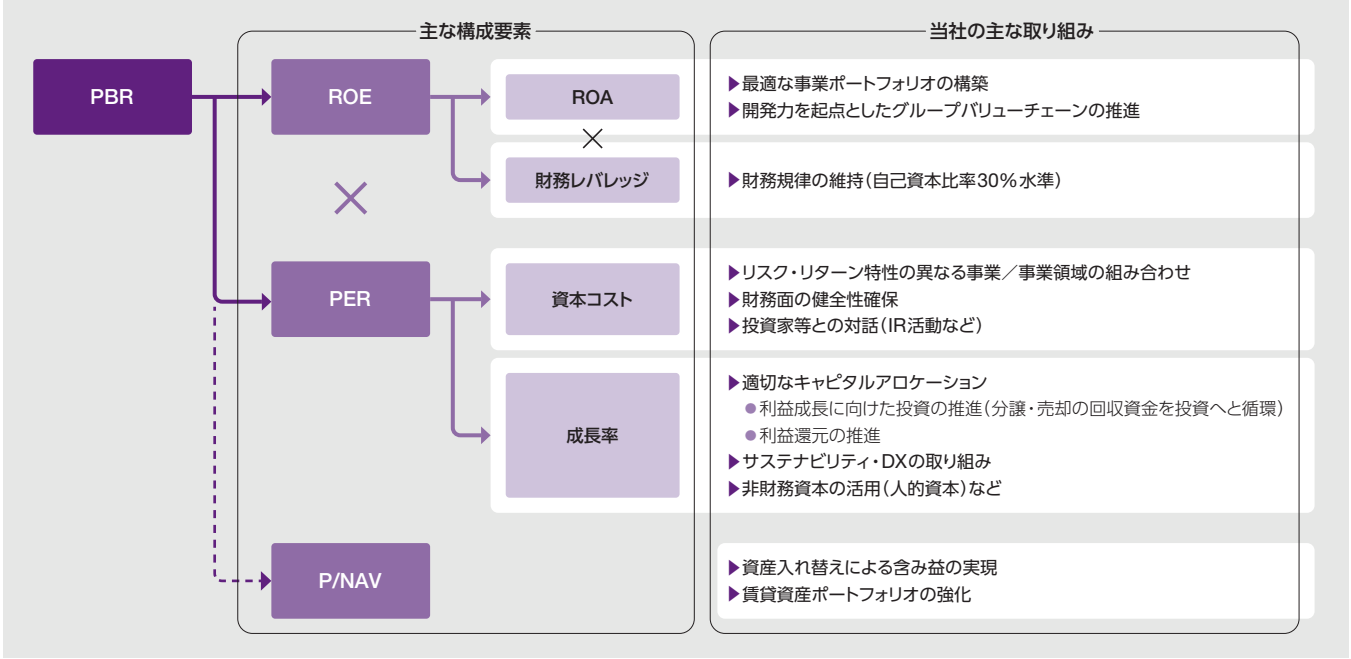 主な構成要素
当社の主な取り組み
PBR
ROE
ROA
▶最適な事業ポートフォリオの構築
▶開発力を起点としたグループバリューチェーンの推進
×
財務レバレッジ
▶財務規律の維持(自己資本比率30%水準)
×
PER
資本コスト
▶リスク・リターン特性の異なる事業/事業領域の組み合わせ
▶財務面の健全性確保
▶投資家等との対話(IR活動など)
成長率
▶適切なキャピタルアロケーション
●利益成長に向けた投資の推進(分譲・売却の回収資金を投資へと循環)
●利益還元の推進
▶サステナビリティ・DXの取り組み
▶非財務資本の活用(人的資本)など
P/NAV
▶資産入れ替えによる含み益の実現
▶賃貸資産ポートフォリオの強化